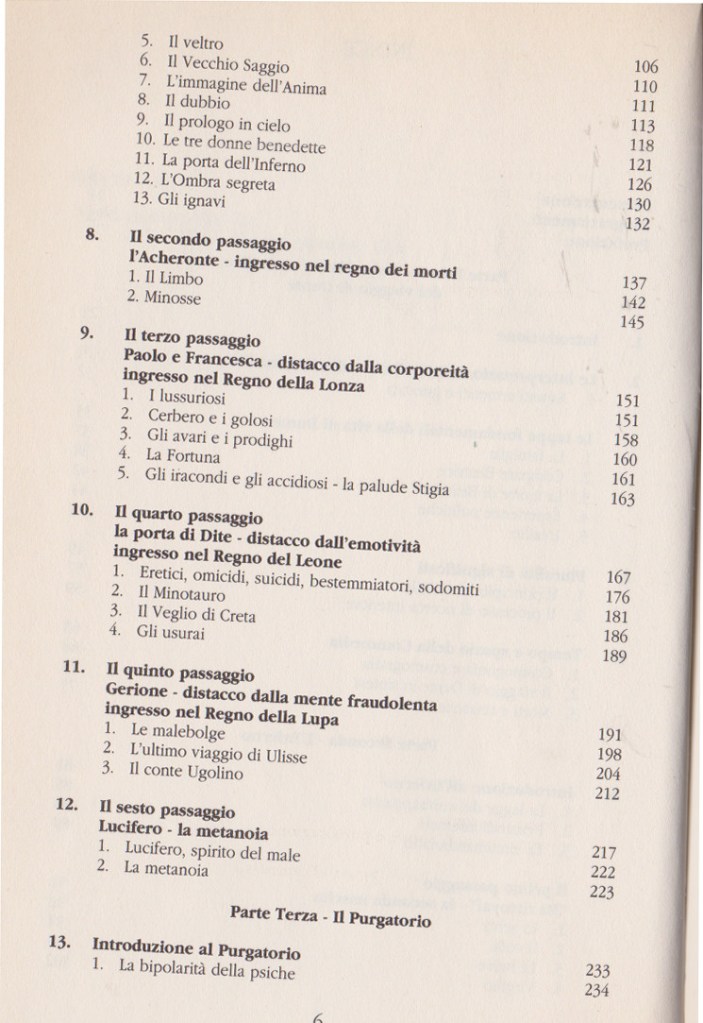 5. Il veltro 106
6. Il Vecchio Saggio 110
7. L'immagine dell'Anima 111
8. Il dubbio 113
9. Il prologo in cielo 118
10. Le tre donne benedette 121
11. La porta dell'Inferno 126
12. L'Ombra segreta 130
13. Gli ignavi 132
8. Il secondo passaggio
l'Acheronte - ingresso nel regno dei morti 137
1. Il Limbo 142
2. Minosse 145
9. Il terzo passaggio
Paolo e Francesca - distacco dalla corporeità
ingresso nel Regno della Lonza 151
1. I lussuriosi 151
2. Cerbero e i golosi 158
3. Gli avari e i prodighi 160
4. La Fortuna 161
5. Gli iracondi e gli accidiosi - la palude Stigia 163
10. Il quarto passaggio
la porta di Dite - distacco dall'emotività
ingresso nel Regno del Leone 167
1. Eretici, omicidi, suicidi, bestemmiatori, sodomiti 176
2. Il Minotauro 181
3. Il Veglio di Creta 186
4. Gli usurai 189
11. Il quinto passaggio
Gerione - distacco dalla mente fraudolenta
ingresso nel Regno della Lupa 191
1. Le malebolge 198
2. L'ultimo viaggio di Ulisse 204
3. Il conte Ugolino 212
12. Il sesto passaggio
Lucifero - la metanoia 217
1. Lucifero, spirito del male 222
2. La metanoia 223
Parte Terza - Il Purgatorio
13. Introduzione al Purgatorio 233
1. La bipolarità della psiche 234
6